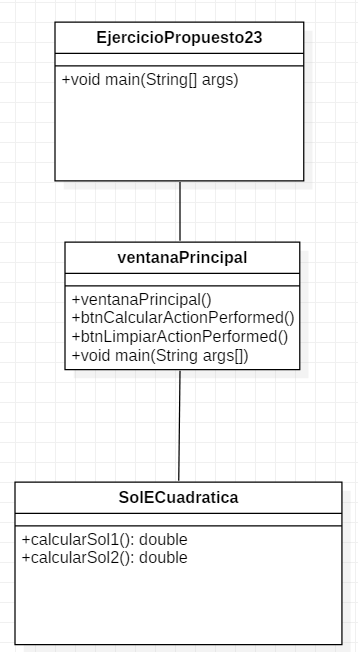 EjercicioPropuesto23
+void main(String[] args)
ventanaPrincipal
+ventanaPrincipal()
+btnCalcularActionPerformed()
+btnLimpiarActionPerformed()
+void main(String args[])
SolECuadratica
+calcularSol1(): double
+calcularSol2(): double